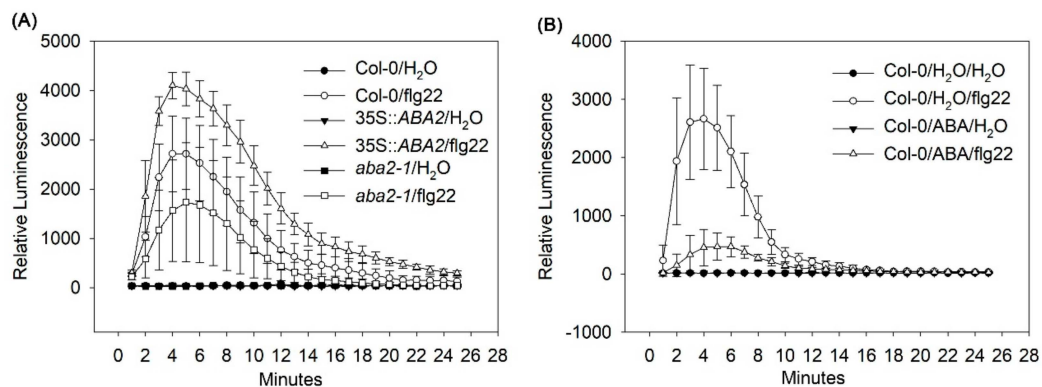 (A)
5000
4000
3000
2000
1000
0
Relative Luminescence
Col-0/H₂O
Col-0/flg22
35S::ABA2/H₂O
35S::ABA2/flg22
aba2-1/H₂O
aba2-1/flg22
0 2 4 6 8 10 12 14 16 18 20 22 24 26 28
Minutes
(B)
4000
3000
2000
1000
0
-1000
Relative Luminescence
Col-0/H₂O/H₂O
Col-0/H₂O/flg22
Col-0/ABA/H₂O
Col-0/ABA/flg22
0 2 4 6 8 10 12 14 16 18 20 22 24 26 28
Minutes